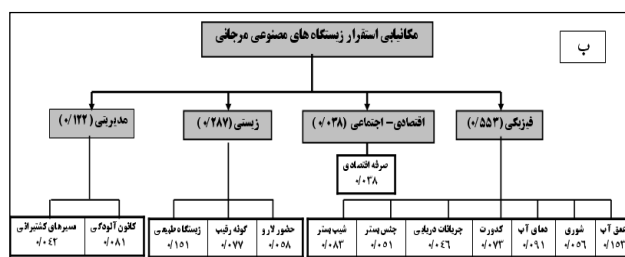 مکانیابی استقرار زیستگاه های مصنوعی مرجانی
ب
فیزیکی (۰/۵۵۳)
اقتصادی- اجتماعی (۰/۰۳۸)
زیستی (۰/۲۸۷)
مدیریتی (۰/۱۲۲)
صرفه اقتصادی
۰/۰۳۸
عمق آب
۰/۱۵۳
شوری
۰/۰۵۶
دمای آب
۰/۰۹۱
کدورت
۰/۰۷۳
جریانات دریایی
۰/۰۴۶
جنس بستر
۰/۰۵۱
شیب بستر
۰/۰۸۳
حضور لارو
۰/۰۵۸
گونه رقیب
۰/۰۷۷
زیستگاه طبیعی
۰/۱۵۱
کانون آلودگی
۰/۰۸۱
مسیرهای کشتیرانی
۰/۰۴۲